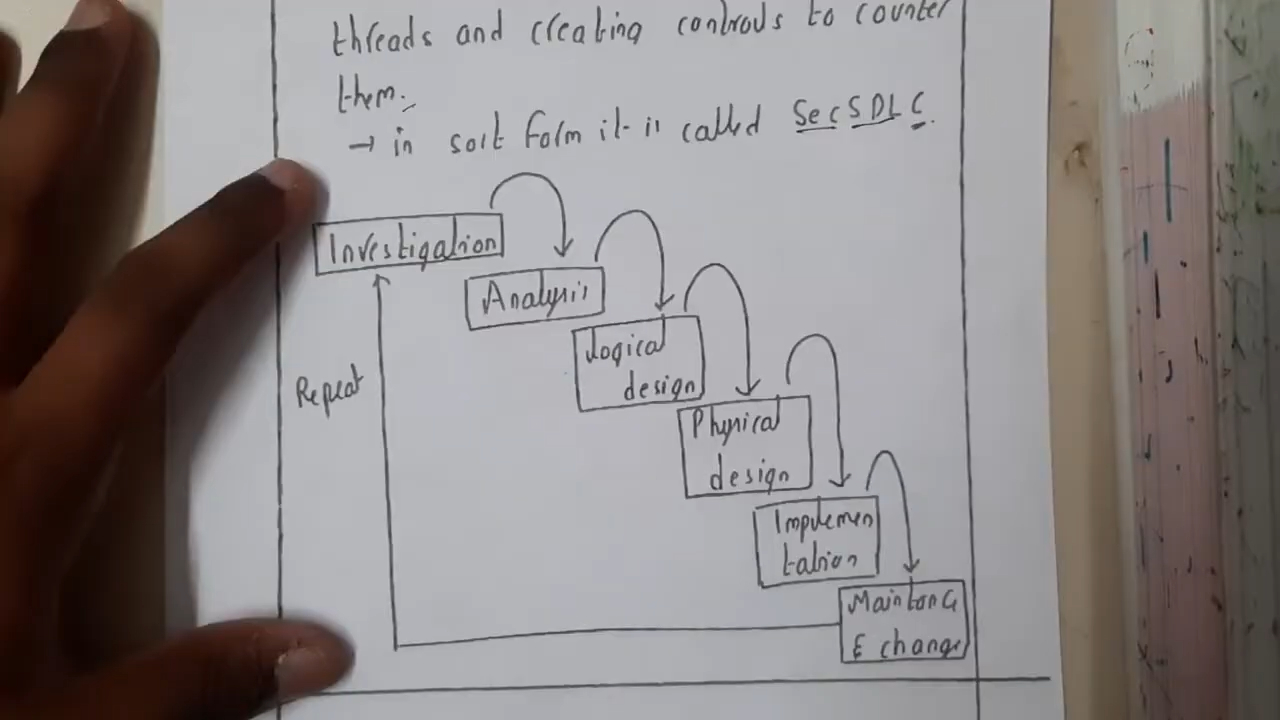 threads and creating controds to counter
them.
→ in sort form it is called SecSDLC.
Investigation
Analysis
Logical
design
Repeat
Physical
design
Implemen
tation
Maintance
& change